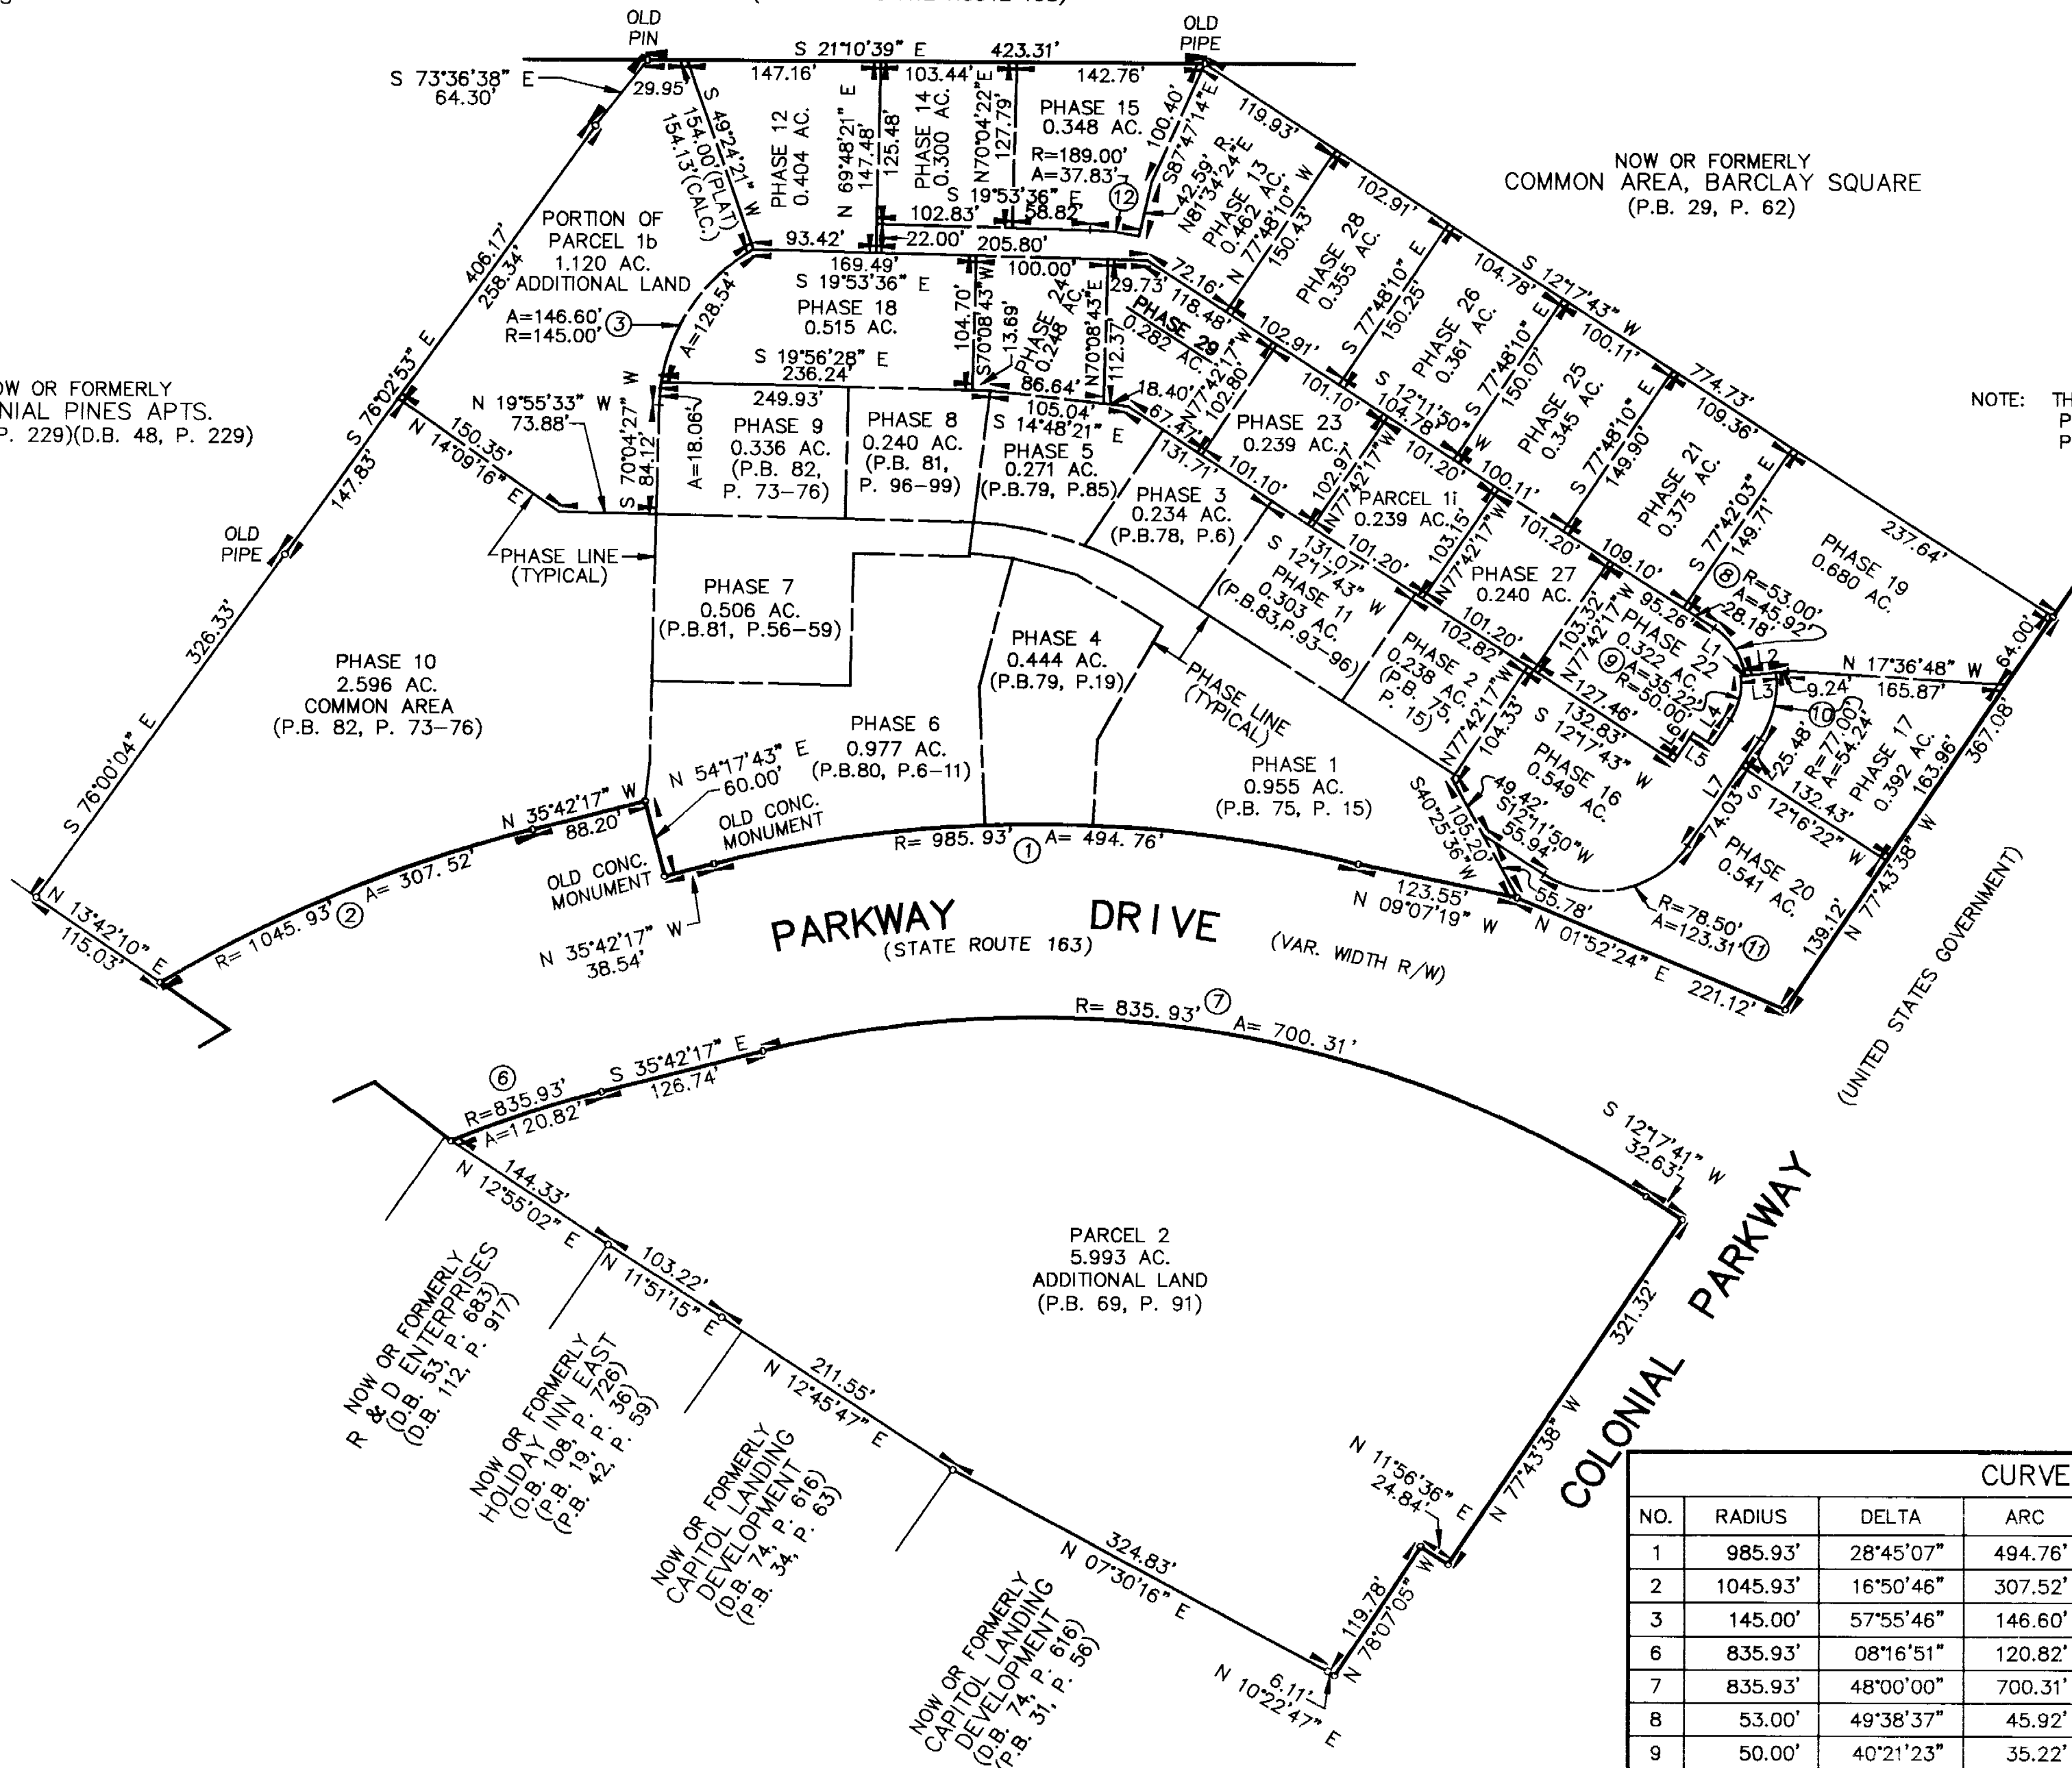 OLD
PIN
OLD
PIPE
S 21°10'39" E 423.31'
S 73°36'38" E
64.30'
29.95'
147.16'
103.44'
142.76'
S 49°24'21" W
154.00'(PLAT)
154.13'(CALC.)
PHASE 12
0.404 AC.
N 69°48'21" E
147.48'
125.48'
PHASE 14
0.300 AC.
N70°04'22"E
127.79'
PHASE 15
0.348 AC.
R=189.00'
A=37.83'
12
100.40'
S87°47'14"E
42.59' R.
N81°34'24"E
PHASE 13
0.462 AC.
119.93'
NOW OR FORMERLY
COMMON AREA, BARCLAY SQUARE
(P.B. 29, P. 62)
S 19°53'36" E
102.83'
58.82'
93.42'
22.00'
205.80'
169.49'
S 19°53'36" E
100.00'
29.73'
72.16'
118.48'
N 77°48'10" W
150.43'
102.91'
PHASE 28
0.355 AC.
S 77°48'10" E
150.25'
104.78'
S 12°17'43" W
774.73'
PHASE 26
0.361 AC.
S 77°48'10" E
150.07'
100.11'
PHASE 25
0.345 AC.
S 77°48'10" E
149.90'
109.36'
PHASE 21
0.375 AC.
S 77°42'03" E
149.71'
237.64'
PHASE 19
0.680 AC.
PORTION OF
PARCEL 1b
1.120 AC.
ADDITIONAL LAND
A=146.60'
R=145.00'
3
A=128.54'
PHASE 18
0.515 AC.
S 19°56'28" E
236.24'
249.93'
104.70'
S70°08'43"W
13.69'
PHASE 24
0.248 AC.
N70°08'43"E
112.37'
PHASE 29
0.282 AC.
86.64'
105.04'
S 14°48'21" E
18.40'
67.47'
N77°42'17"W
102.80'
102.91'
S 12°11'50" W
104.78'
100.11'
109.10'
95.26'
406.17'
258.34'
S 76°02'53" E
147.83'
N 19°55'33" W
73.88'
S 70°04'27" W
84.12'
A=18.06'
150.35'
N 14°09'16" E
PHASE LINE
(TYPICAL)
OLD
PIPE
OW OR FORMERLY
NIAL PINES APTS.
P. 229)(D.B. 48, P. 229)
PHASE 9
0.336 AC.
(P.B. 82,
P. 73-76)
PHASE 8
0.240 AC.
(P.B. 81,
P. 96-99)
PHASE 5
0.271 AC.
(P.B.79, P.85)
PHASE 3
0.234 AC.
(P.B.78, P.6)
131.71'
101.10'
PHASE 23
0.239 AC.
101.10'
102.97'
N77°42'17"W
PARCEL 1i
0.239 AC.
101.20'
101.20'
103.15'
N77°42'17"W
PHASE 27
0.240 AC.
101.20'
101.20'
103.32'
N77°42'17"W
131.07'
S 12°17'43" W
PHASE 11
0.303 AC.
(P.B.83,P.93-96)
102.82'
PHASE 2
0.238 AC.
(P.B. 75,
P. 15)
N77°42'17"W
104.33'
PHASE 22
0.322 AC.
9
A=35.22'
R=50.00'
8
R=53.00'
A=45.92'
28.18'
L1
L2
L3
L4
L5
L6
L7
127.46'
132.83'
S 12°17'43" W
N 17°36'48" W
165.87'
9.24'
64.00'
10
R=77.00'
A=54.24'
25.48'
PHASE 17
0.392 AC.
132.43'
S 12°16'22" W
163.96'
367.08'
N 77°43'38" W
139.12'
74.03'
PHASE 20
0.541 AC.
PHASE 16
0.549 AC.
49.42'
S12°11'50"W
55.94'
S40°25'36"W
105.20'
55.78'
R=78.50'
A=123.31'
11
NOTE: TH
P
P
PHASE 7
0.506 AC.
(P.B.81, P.56-59)
PHASE 4
0.444 AC.
(P.B.79, P.19)
PHASE LINE
(TYPICAL)
326.33'
S 76°00'04" E
PHASE 10
2.596 AC.
COMMON AREA
(P.B. 82, P. 73-76)
PHASE 6
0.977 AC.
(P.B.80, P.6-11)
PHASE 1
0.955 AC.
(P.B. 75, P. 15)
N 54°17'43" E
60.00'
N 35°42'17" W
88.20'
OLD CONC.
MONUMENT
OLD CONC.
MONUMENT
R= 985.93' 1 A= 494.76'
R= 1045.93' 2 A= 307.52'
N 13°42'10" E
115.03'
N 35°42'17" W
38.54'
123.55'
N 09°07'19" W
N 01°52'24" E
221.12'
PARKWAY DRIVE
(STATE ROUTE 163)
(VAR. WIDTH R/W)
(UNITED STATES GOVERNMENT)
COLONIAL PARKWAY
R= 835.93' 7 A= 700.31'
6
R=835.93'
A=120.82'
S 35°42'17" E
126.74'
S 12°17'41" W
32.63'
144.33'
N 12°55'02" E
103.22'
N 11°51'15" E
211.55'
N 12°45'47" E
324.83'
N 07°30'16" E
PARCEL 2
5.993 AC.
ADDITIONAL LAND
(P.B. 69, P. 91)
321.32'
N 77°43'38" W
N 11°56'36" E
24.84'
119.78'
N 78°07'05" W
6.11'
N 10°22'47" E
NOW OR FORMERLY
R & D ENTERPRISES
(D.B. 53, P. 683)
(D.B. 112, P. 917)
NOW OR FORMERLY
HOLIDAY INN EAST
(D.B. 108, P. 726)
(P.B. 19, P. 36)
(P.B. 42, P. 59)
NOW OR FORMERLY
CAPITOL LANDING
DEVELOPMENT
(D.B. 74, P. 616)
(P.B. 34, P. 63)
NOW OR FORMERLY
CAPITOL LANDING
DEVELOPMENT
(D.B. 74, P. 616)
(P.B. 31, P. 56)
CURVE
NO. RADIUS DELTA ARC
1 985.93' 28°45'07" 494.76'
2 1045.93' 16°50'46" 307.52'
3 145.00' 57°55'46" 146.60'
6 835.93' 08°16'51" 120.82'
7 835.93' 48°00'00" 700.31'
8 53.00' 49°38'37" 45.92'
9 50.00' 40°21'23" 35.22'